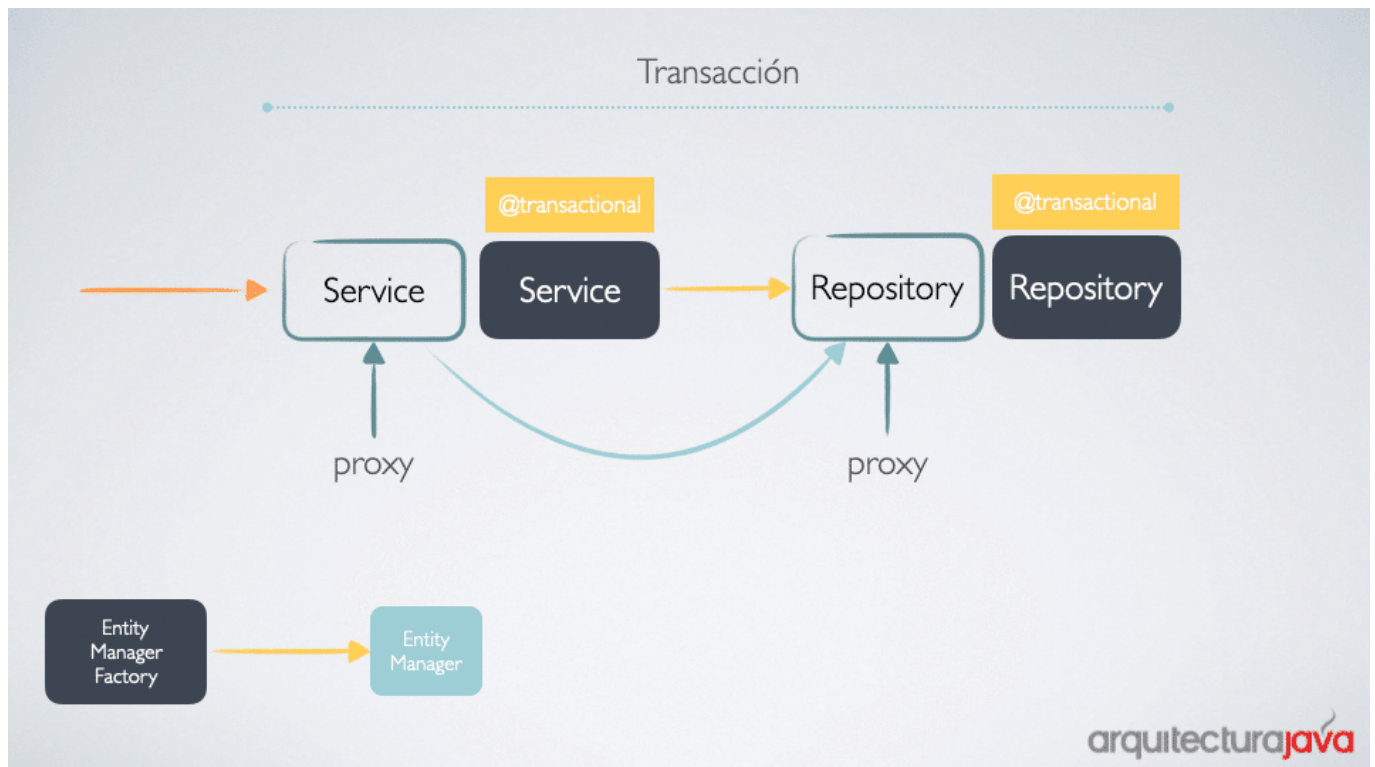 Transacción
@transactional
@transactional
Service
Service
Repository
Repository
proxy
proxy
Entity
Manager
Factory
Entity
Manager
arquitecturajava